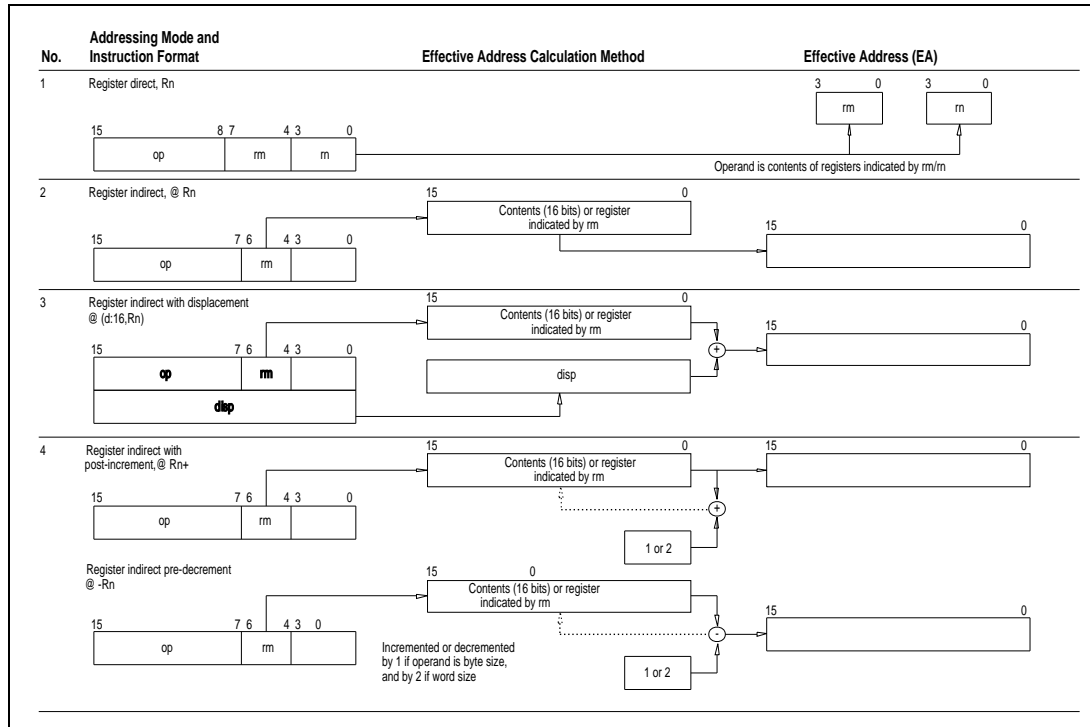 No. Addressing Mode and Instruction Format Effective Address Calculation Method Effective Address (EA)
1 Register direct, Rn
3 0 3 0
rm rn
15 8 7 4 3 0
op rm rn
Operand is contents of registers indicated by rm/rn
2 Register indirect, @ Rn
15 0
Contents (16 bits) or register
indicated by rm
15 7 6 4 3 0
op rm
15 0
3 Register indirect with displacement
@ (d:16,Rn)
15 0
Contents (16 bits) or register
indicated by rm
15 7 6 4 3 0
op rm
disp
+
15 0
disp
4 Register indirect with
post-increment,@ Rn+
15 0
Contents (16 bits) or register
indicated by rm
15 0
15 7 6 4 3 0
op rm
+
1 or 2
Register indirect pre-decrement
@ -Rn
15 0
Contents (16 bits) or register
indicated by rm
15 7 6 4 3 0
op rm
-
15 0
1 or 2
Incremented or decremented
by 1 if operand is byte size,
and by 2 if word size